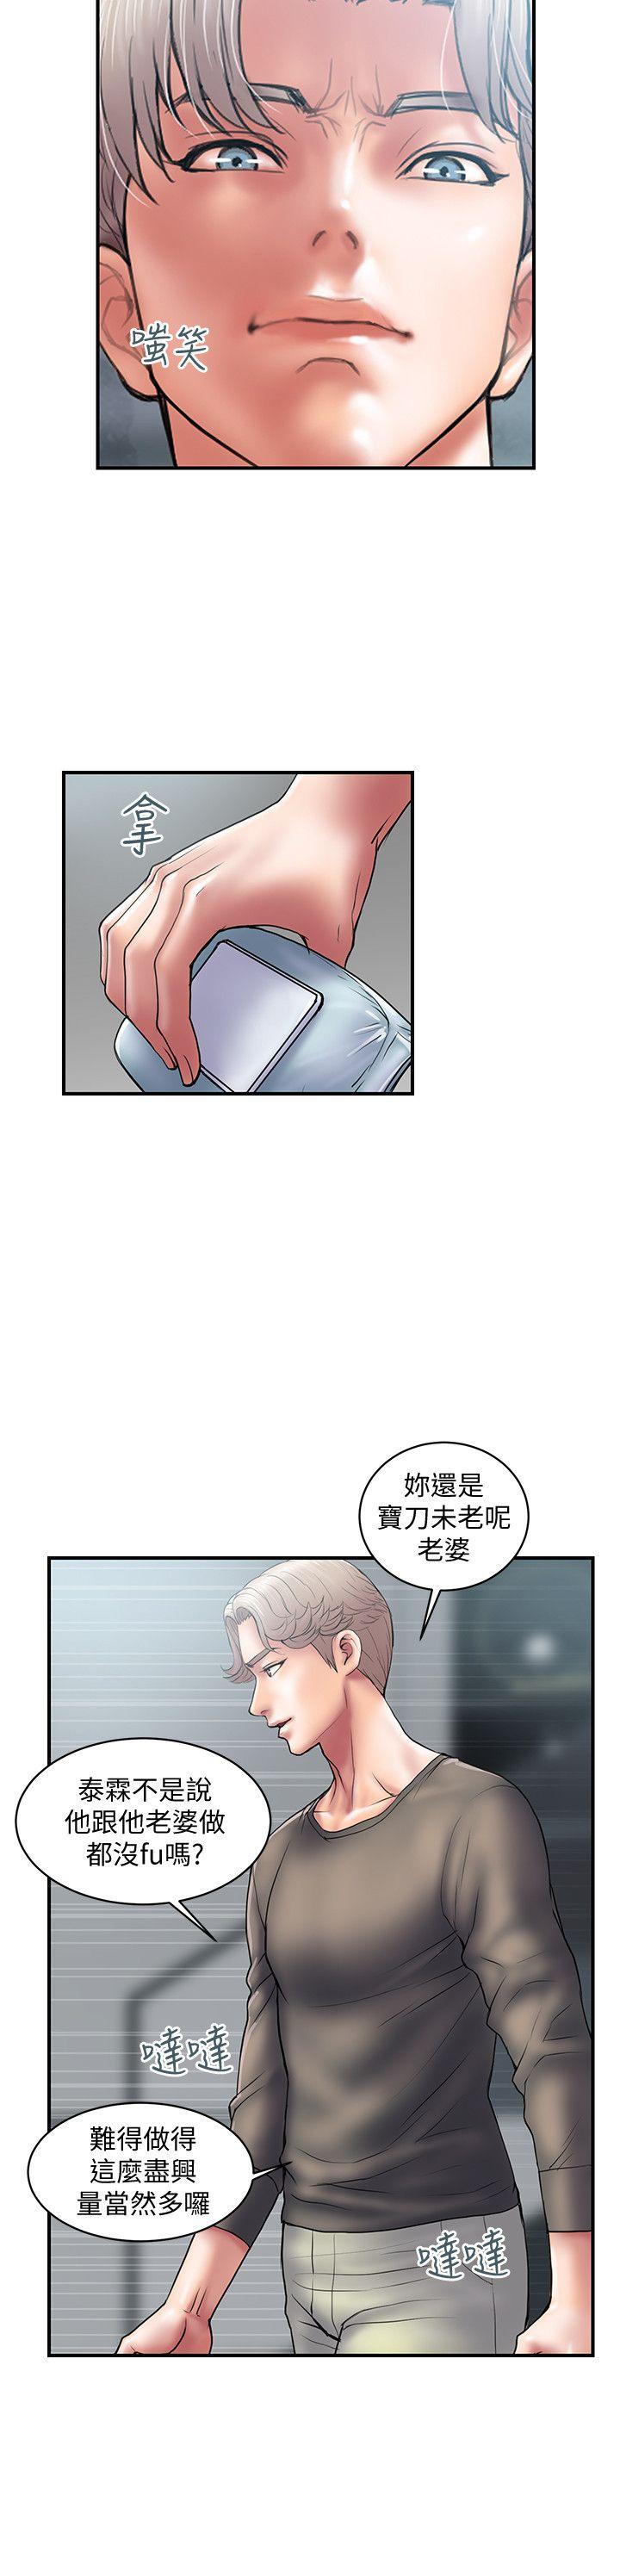 嗤笑
拿
妳還是
寶刀未老呢
老婆
泰霖不是說
他跟他老婆做
都沒fu嗎?
噠噠
難得做得
這麼盡興
量當然多囉
噠噠